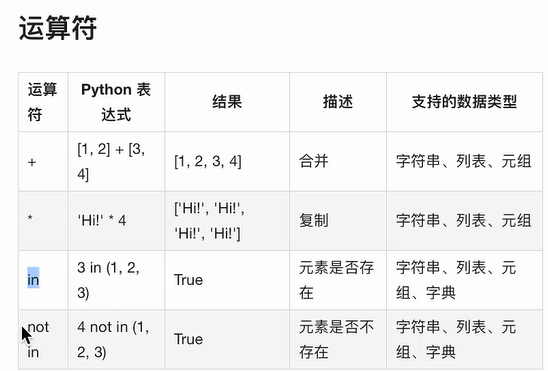 运算符
运算
符
Python 表
达式
结果
描述
支持的数据类型
+
[1, 2] + [3,
4]
[1, 2, 3, 4]
合并
字符串、列表、元组
*
'Hi!' * 4
['Hi!', 'Hi!',
'Hi!', 'Hi!']
复制
字符串、列表、元组
in
3 in (1, 2,
3)
True
元素是否存
在
字符串、列表、元
组、字典
not
in
4 not in (1,
2, 3)
True
元素是否不
存在
字符串、列表、元
组、字典